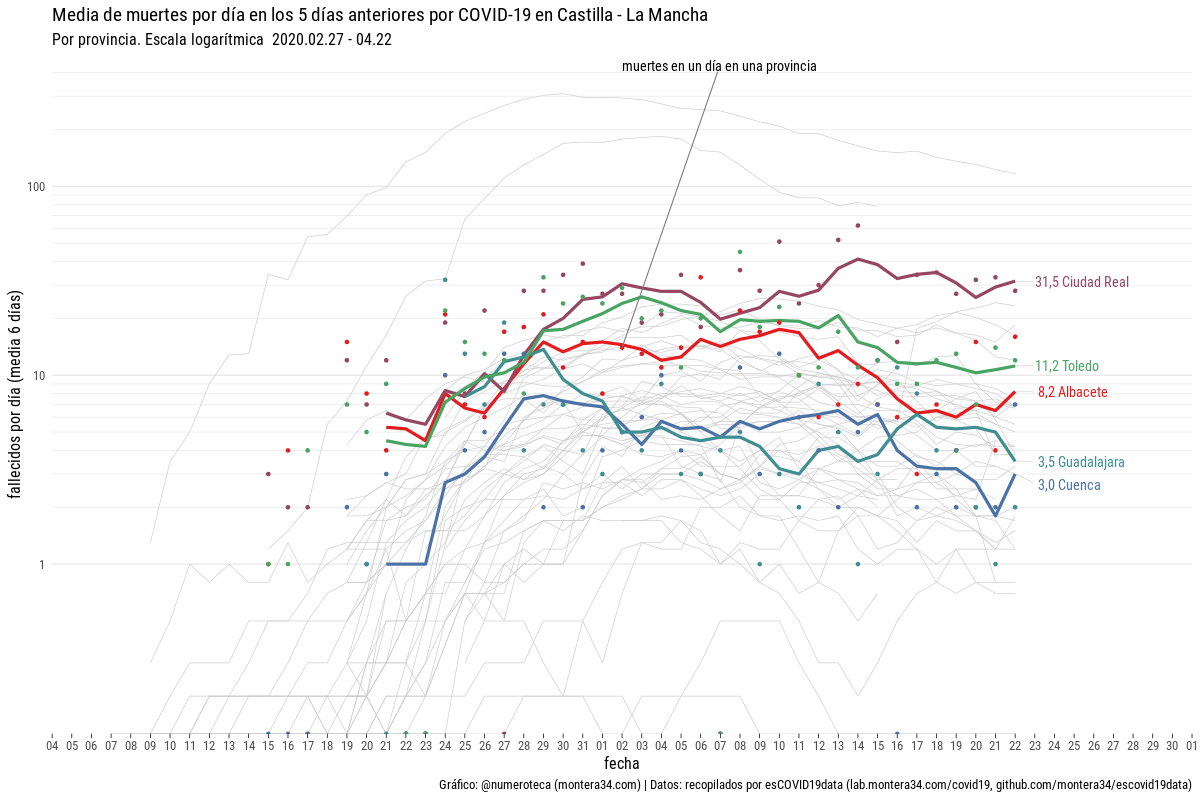 Media de muertes por día en los 5 días anteriores por COVID-19 en Castilla - La Mancha
Por provincia. Escala logarítmica  2020.02.27 - 04.22
muertes en un día en una provincia
100
10
1
fallecidos por día (media 6 días)
31,5 Ciudad Real
11,2 Toledo
8,2 Albacete
3,5 Guadalajara
3,0 Cuenca
04 05 06 07 08 09 10 11 12 13 14 15 16 17 18 19 20 21 22 23 24 25 26 27 28 29 30 31 01 02 03 04 05 06 07 08 09 10 11 12 13 14 15 16 17 18 19 20 21 22 23 24 25 26 27 28 29 30 01
fecha
Gráfico: @numeroteca (montera34.com) | Datos: recopilados por esCOVID19data (lab.montera34.com/covid19, github.com/montera34/escovid19data)